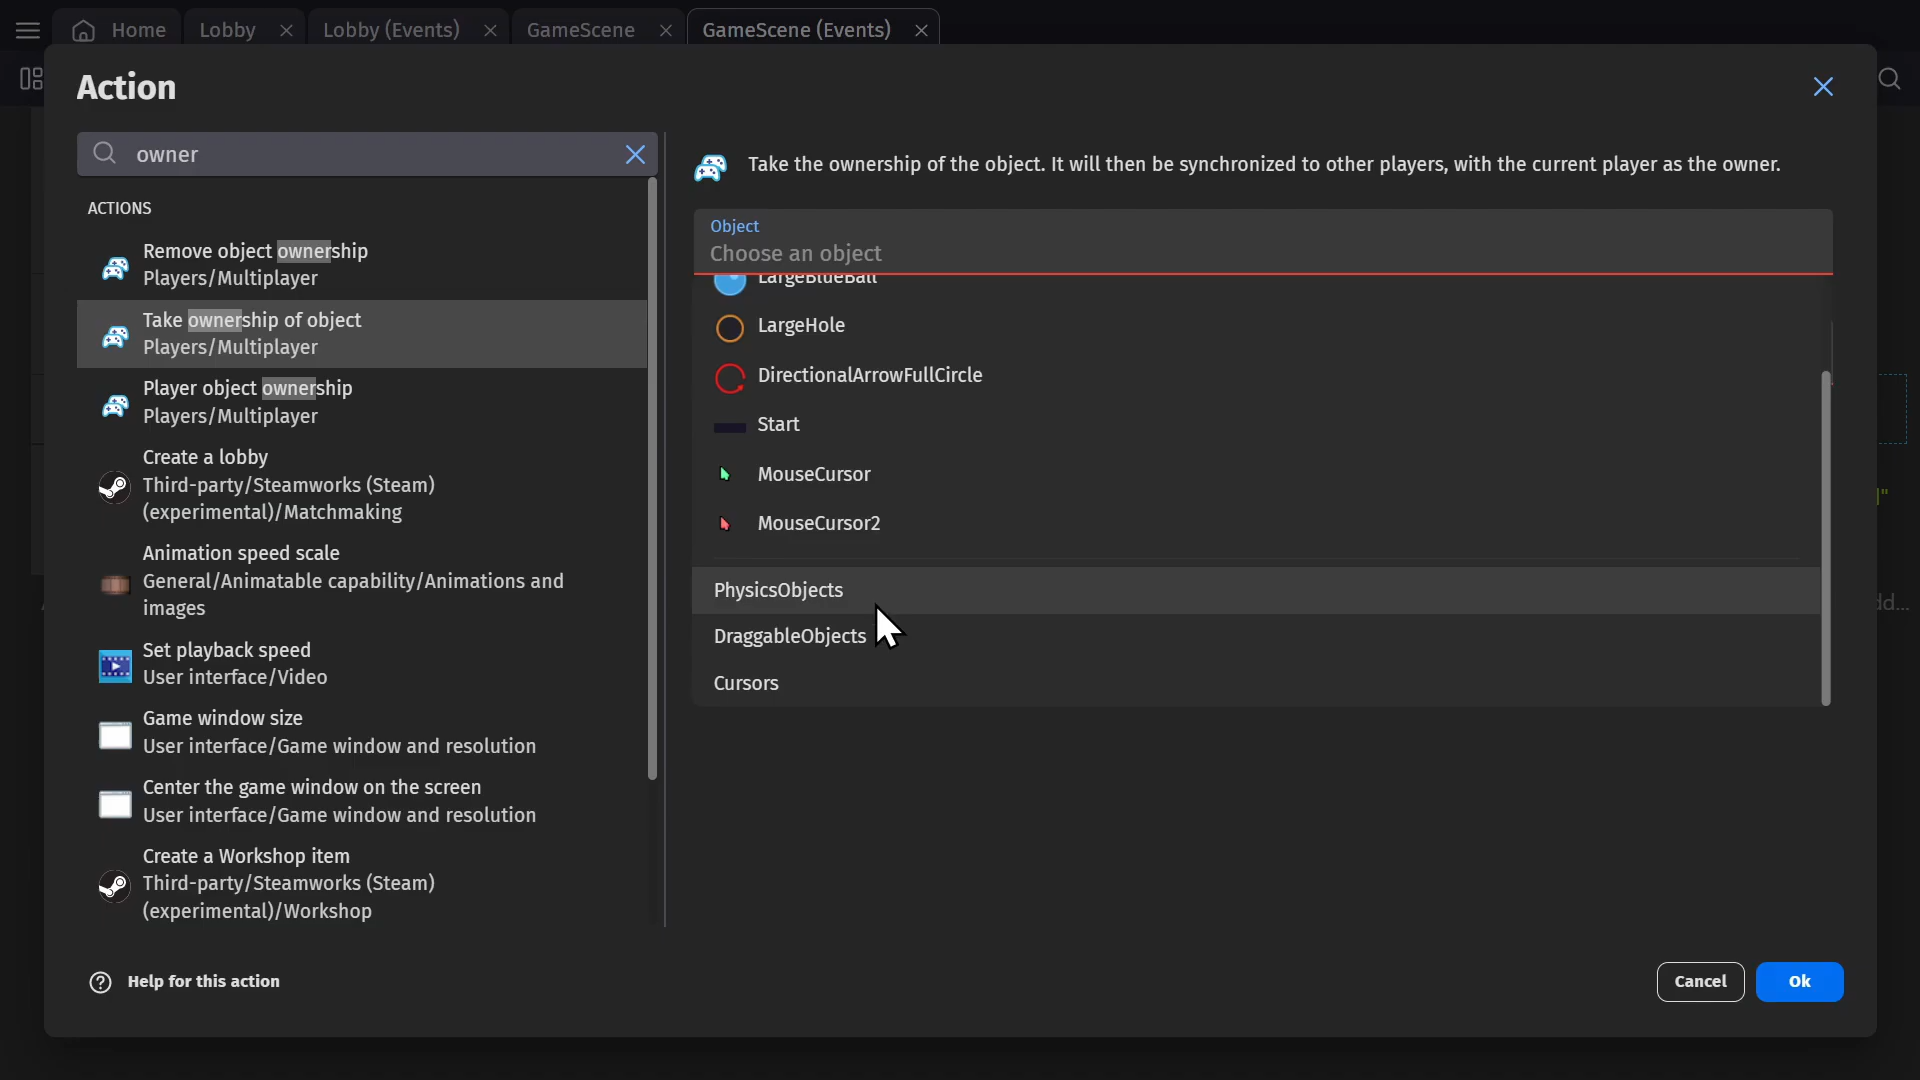 Home
Lobby
Lobby (Events)
GameScene
GameScene (Events)
Action
owner
ACTIONS
Remove object ownership
Players/Multiplayer
Take ownership of object
Players/Multiplayer
Player object ownership
Players/Multiplayer
Create a lobby
Third-party/Steamworks (Steam)
(experimental)/Matchmaking
Animation speed scale
General/Animatable capability/Animations and
images
Set playback speed
User interface/Video
Game window size
User interface/Game window and resolution
Center the game window on the screen
User interface/Game window and resolution
Create a Workshop item
Third-party/Steamworks (Steam)
(experimental)/Workshop
Take the ownership of the object. It will then be synchronized to other players, with the current player as the owner.
Object
Choose an object
LargeBlueBall
LargeHole
DirectionalArrowFullCircle
Start
MouseCursor
MouseCursor2
PhysicsObjects
DraggableObjects
Cursors
Help for this action
Cancel
Ok